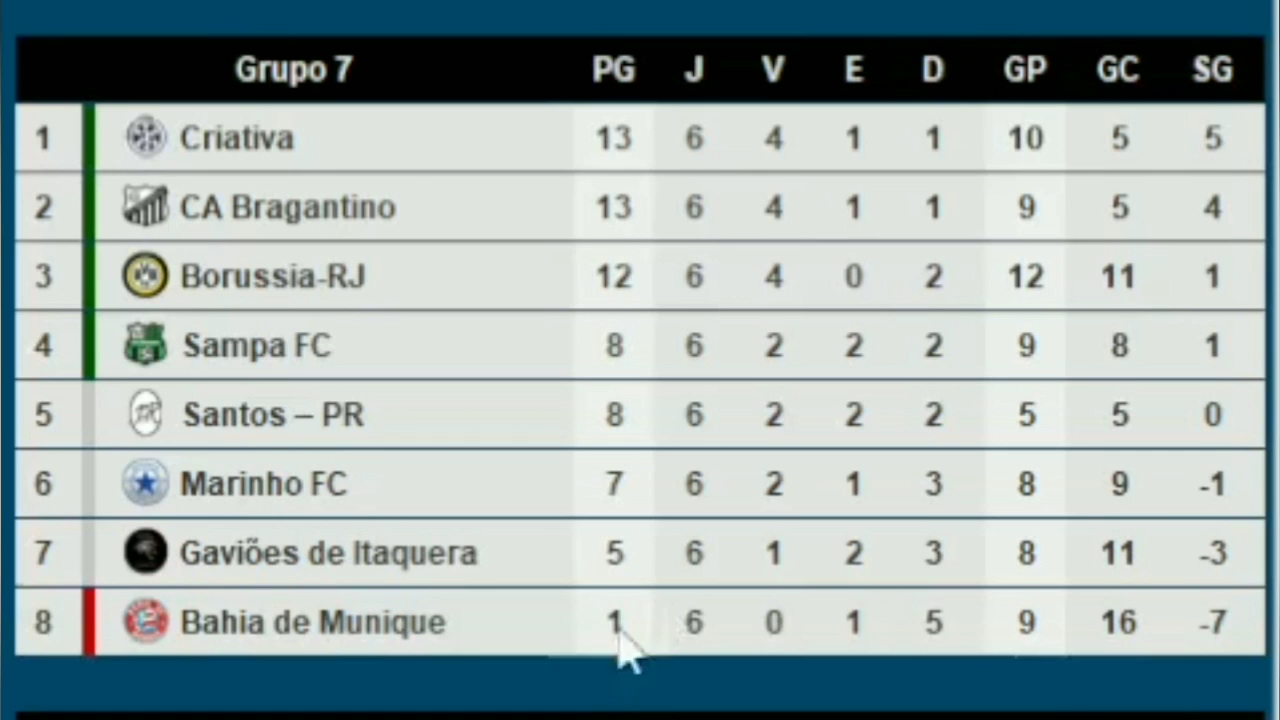 Grupo 7 PG J V E D GP GC SG
1 Criativa 13 6 4 1 1 10 5 5
2 CA Bragantino 13 6 4 1 1 9 5 4
3 Borussia-RJ 12 6 4 0 2 12 11 1
4 Sampa FC 8 6 2 2 2 9 8 1
5 Santos – PR 8 6 2 2 2 5 5 0
6 Marinho FC 7 6 2 1 3 8 9 -1
7 Gaviões de Itaquera 5 6 1 2 3 8 11 -3
8 Bahia de Munique 1 6 0 1 5 9 16 -7